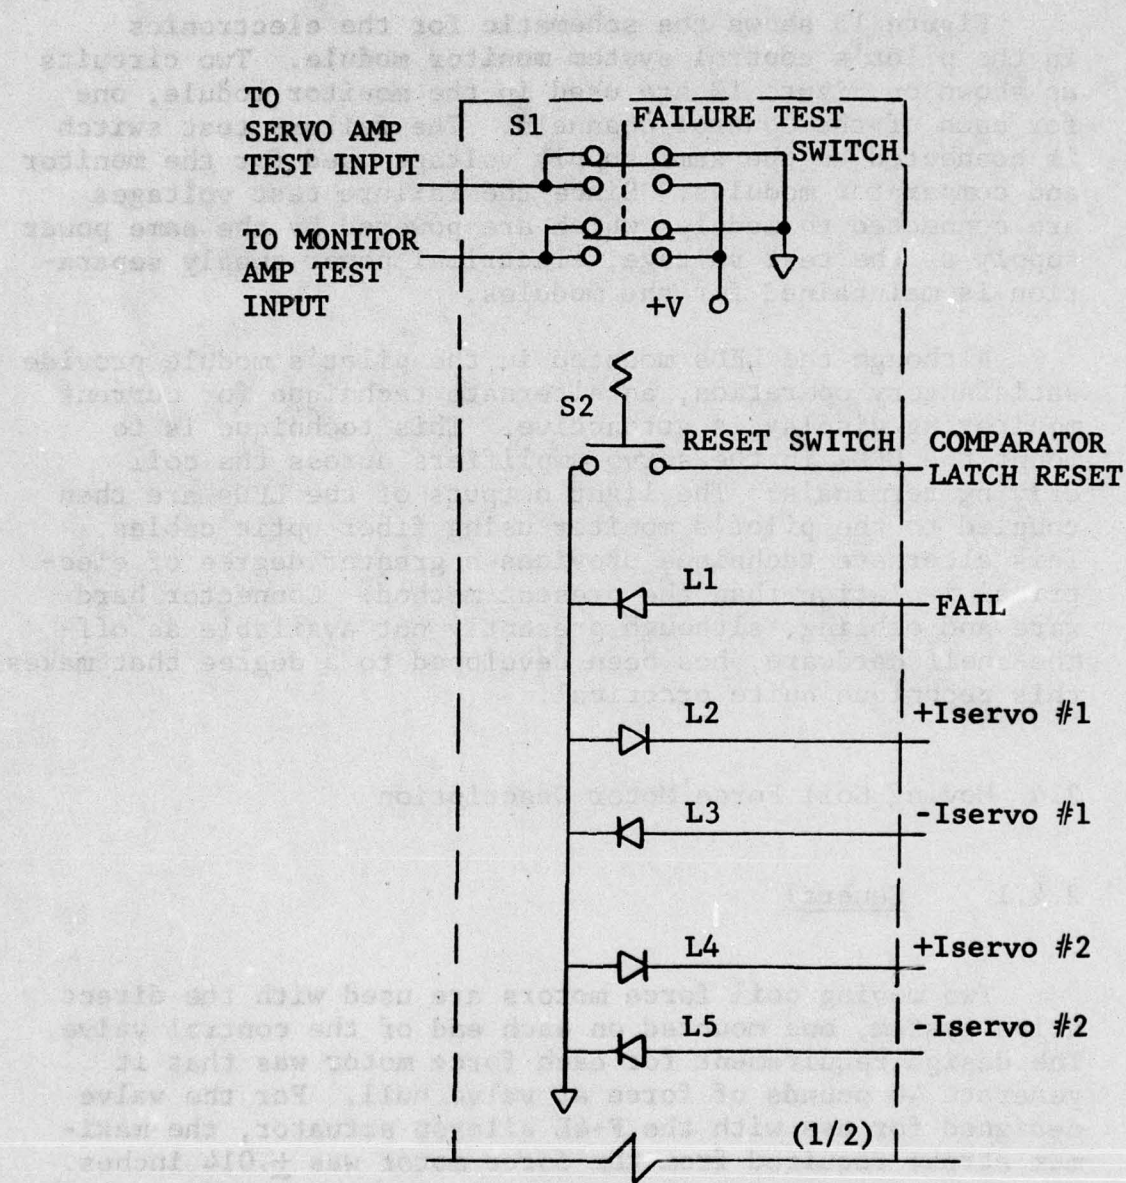 TO
SERVO AMP
TEST INPUT
S1
FAILURE TEST
SWITCH
TO MONITOR
AMP TEST
INPUT
+V
S2
RESET SWITCH
COMPARATOR
LATCH RESET
L1
FAIL
L2
+Iservo #1
L3
-Iservo #1
L4
+Iservo #2
L5
-Iservo #2
(1/2)